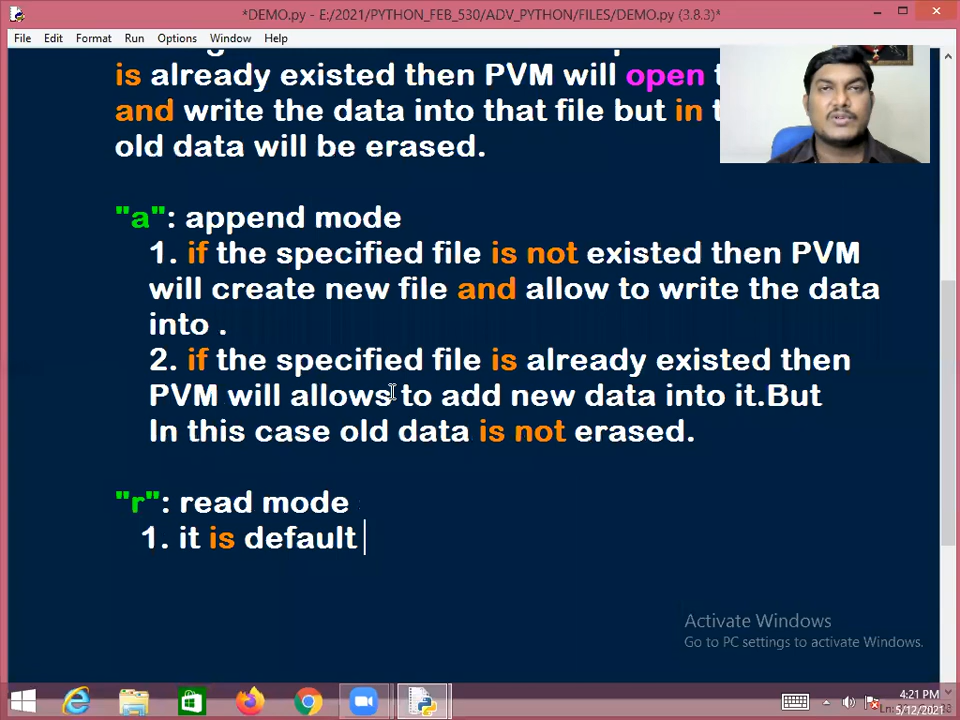 *DEMO.py - E:/2021/PYTHON_FEB_530/ADV_PYTHON/FILES/DEMO.py (3.8.3)*
File Edit Format Run Options Window Help
is already existed then PVM will open
and write the data into that file but in
old data will be erased.
"a": append mode
1. if the specified file is not existed then PVM
will create new file and allow to write the data
into .
2. if the specified file is already existed then
PVM will allows to add new data into it.But
In this case old data is not erased.
"r": read mode
1. it is default
Activate Windows
Go to PC settings to activate Windows.
4:21 PM
5/12/2021